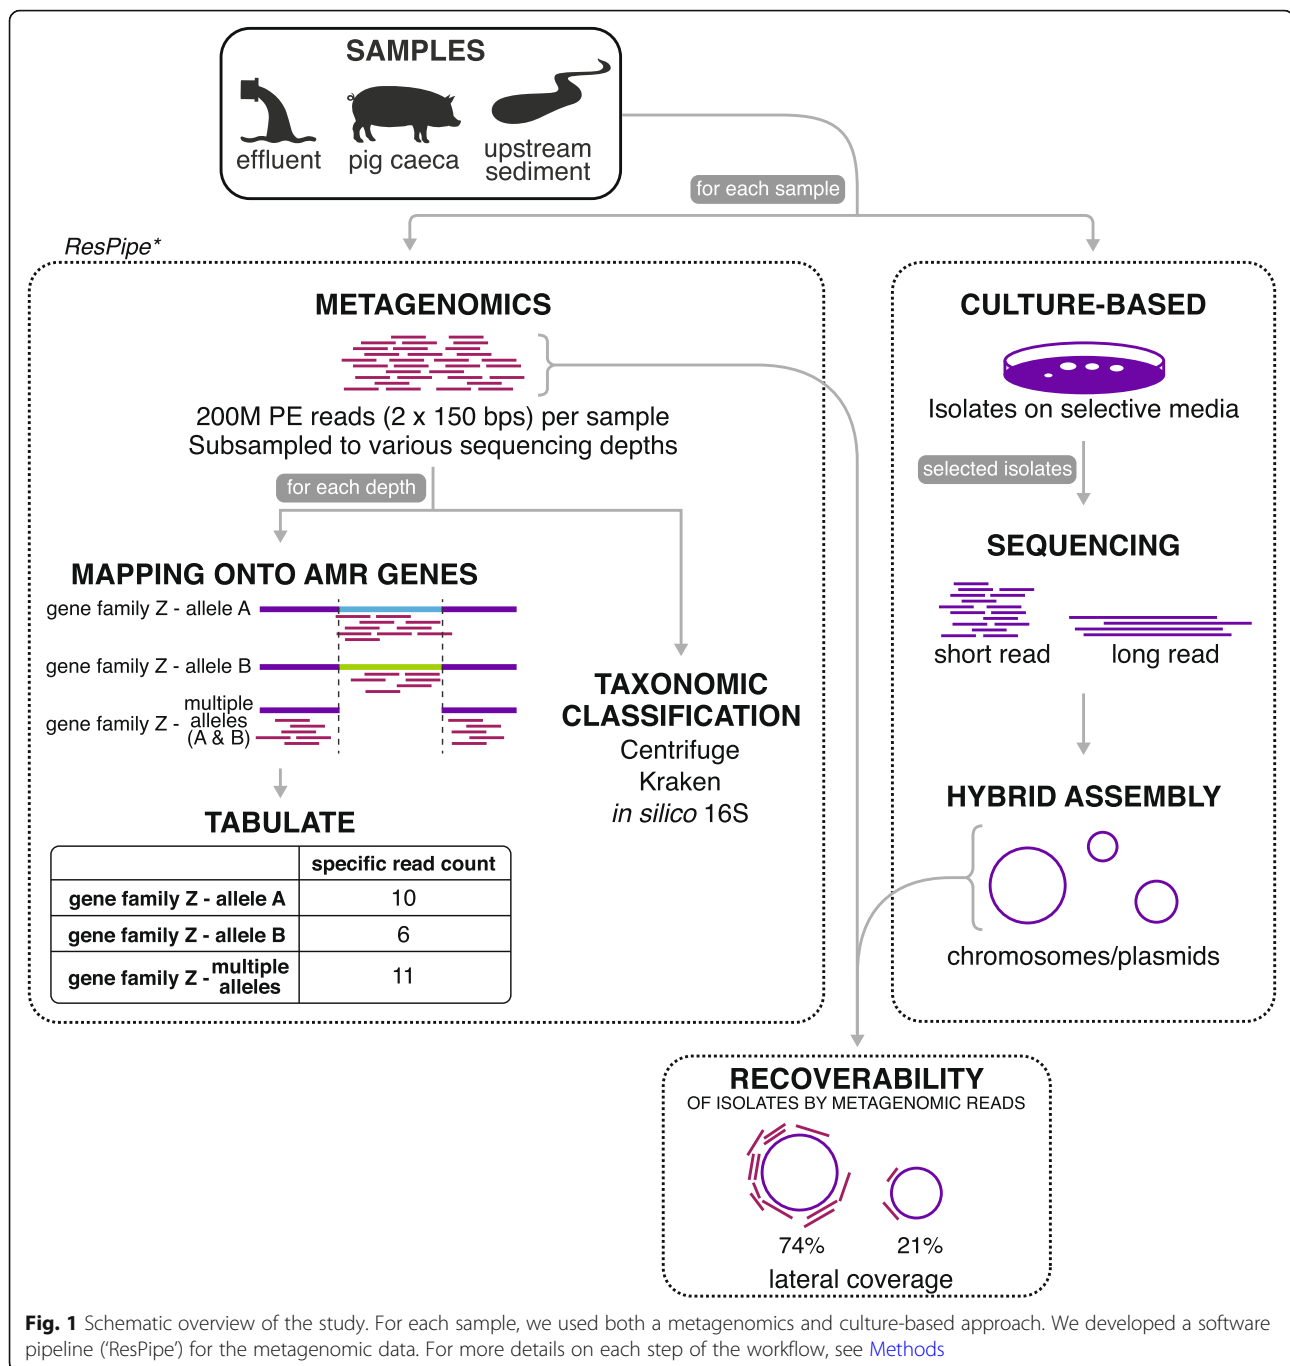 SAMPLES
effluent
pig caeca
upstream
sediment
for each sample
ResPipe*
METAGENOMICS
200M PE reads (2 x 150 bps) per sample
Subsampled to various sequencing depths
for each depth
MAPPING ONTO AMR GENES
gene family Z - allele A
gene family Z - allele B
gene family Z - multiple
alleles
(A & B)
TAXONOMIC
CLASSIFICATION
Centrifuge
Kraken
in silico 16S
TABULATE
specific read count
gene family Z - allele A 10
gene family Z - allele B 6
gene family Z - multiple
alleles 11
CULTURE-BASED
Isolates on selective media
selected isolates
SEQUENCING
short read
long read
HYBRID ASSEMBLY
chromosomes/plasmids
RECOVERABILITY
OF ISOLATES BY METAGENOMIC READS
74% 21%
lateral coverage
Fig. 1 Schematic overview of the study. For each sample, we used both a metagenomics and culture-based approach. We developed a software
pipeline (‘ResPipe’) for the metagenomic data. For more details on each step of the workflow, see Methods